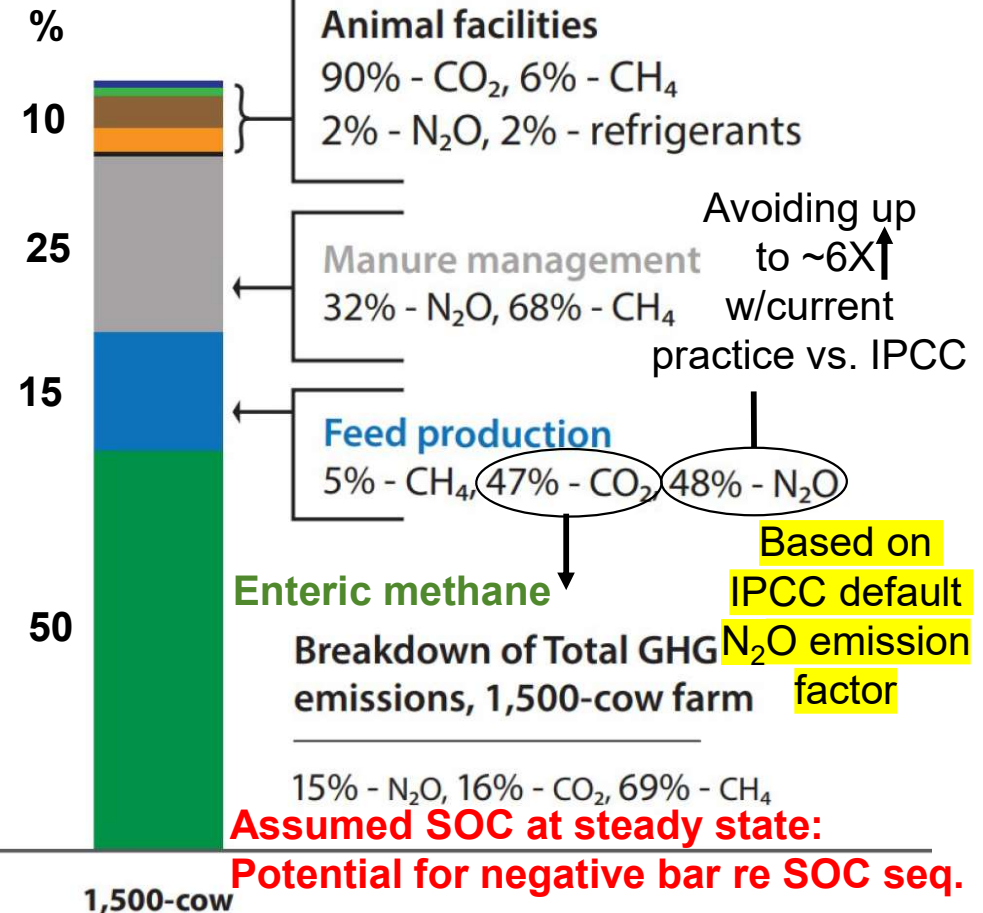 %
Animal facilities
90% - CO₂, 6% - CH₄
2% - N₂O, 2% - refrigerants
10
Avoiding up
to ~6X
w/current
practice vs. IPCC
25
Manure management
32% - N₂O, 68% - CH₄
15
Feed production
5% - CH₄, 47% - CO₂, 48% - N₂O
Based on
IPCC default
N₂O emission
factor
Enteric methane
50
Breakdown of Total GHG
emissions, 1,500-cow farm
15% - N₂O, 16% - CO₂, 69% - CH₄
Assumed SOC at steady state:
Potential for negative bar re SOC seq.
1,500-cow